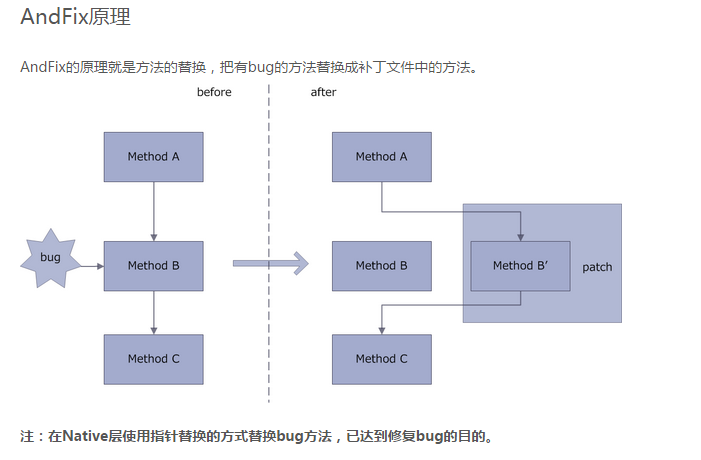 AndFix原理
AndFix的原理就是方法的替换，把有bug的方法替换成补丁文件中的方法。
before
after
Method A
Method A
bug
Method B
Method B
Method B’
patch
Method C
Method C
注：在Native层使用指针替换的方式替换bug方法，已达到修复bug的目的。